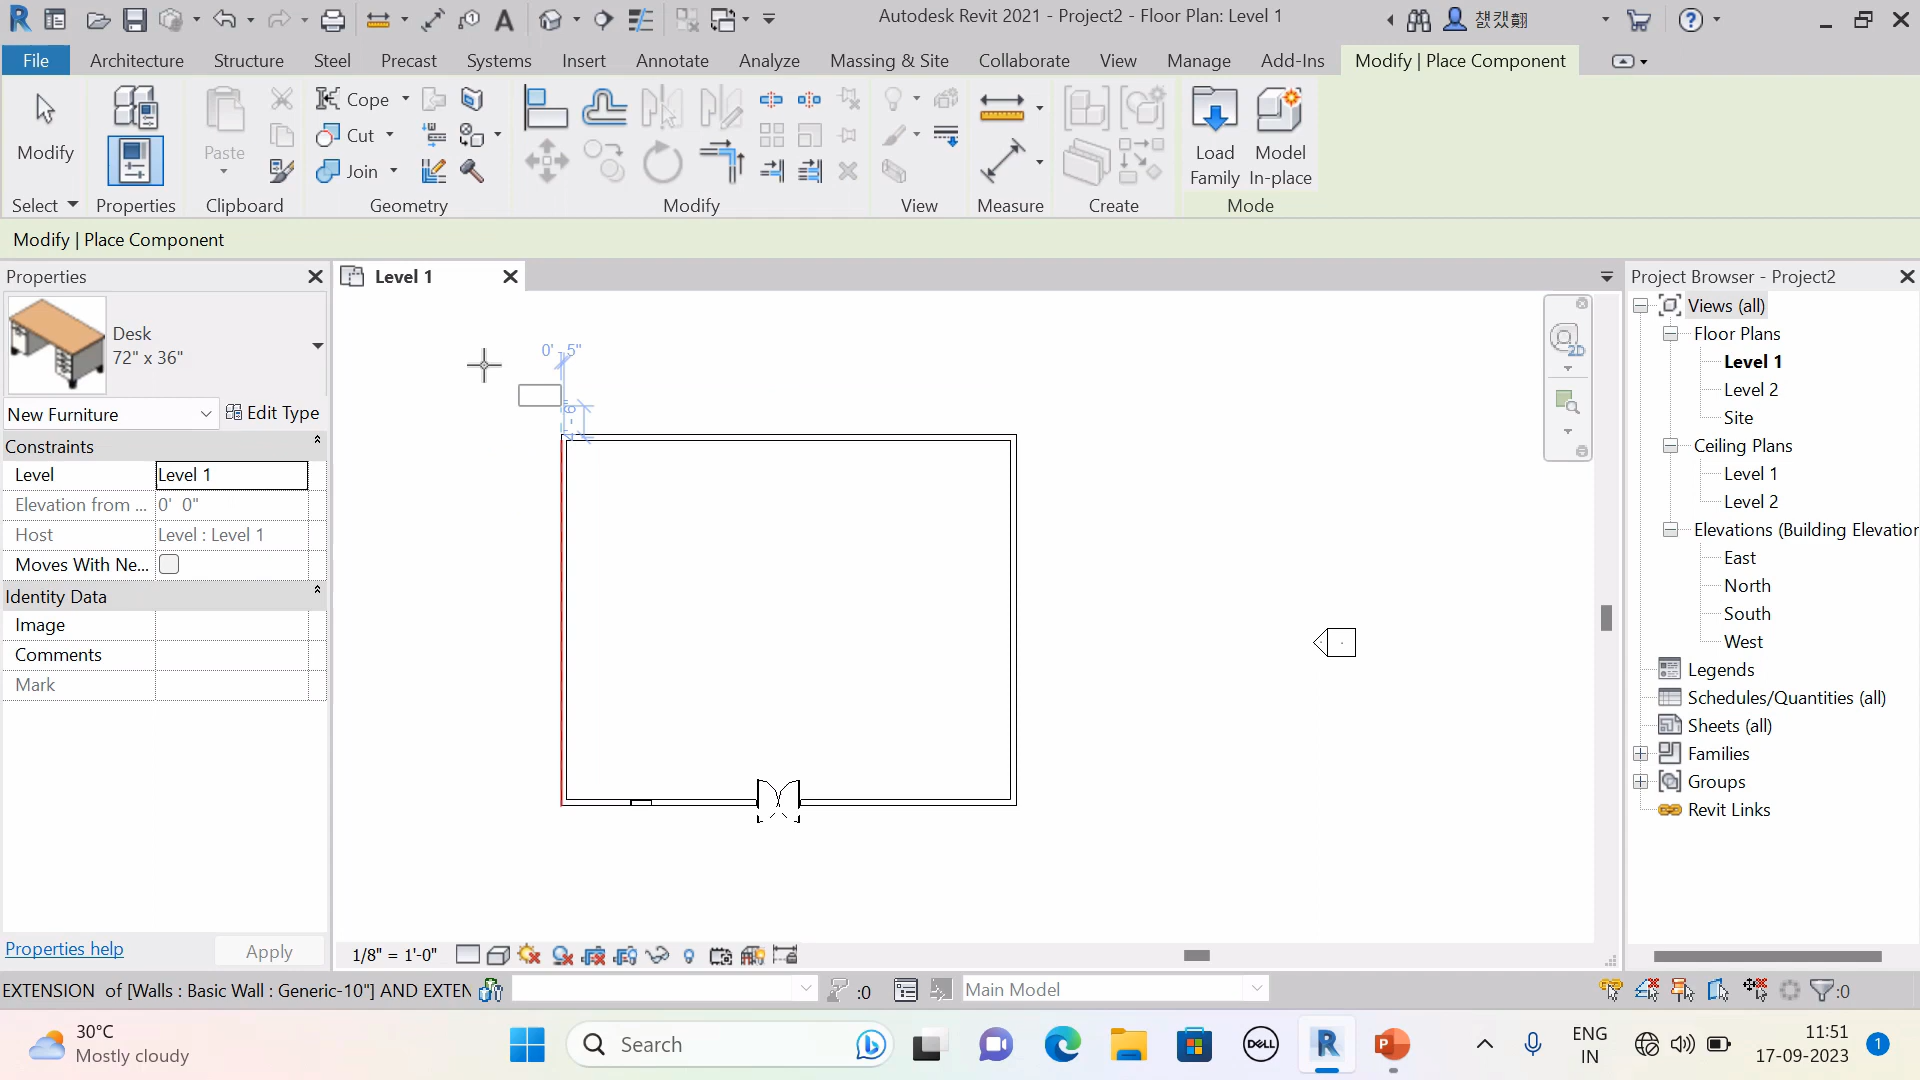 Autodesk Revit 2021 - Project2 - Floor Plan: Level 1
File Architecture Structure Steel Precast Systems Insert Annotate Analyze Massing & Site Collaborate View Manage Add-Ins Modify | Place Component
Modify
Paste
Cope
Cut
Join
Load Family
Model In-place
Select Properties Clipboard Geometry Modify View Measure Create Mode
Modify | Place Component
Properties
Desk
72" x 36"
New Furniture
Edit Type
Constraints
Level Level 1
Elevation from ... 0' 0"
Host Level : Level 1
Moves With Ne...
Identity Data
Image
Comments
Mark
Properties help
Apply
Level 1
0' - 5"
2D
1/8" = 1'-0"
Project Browser - Project2
Views (all)
Floor Plans
Level 1
Level 2
Site
Ceiling Plans
Level 1
Level 2
Elevations (Building Elevation
East
North
South
West
Legends
Schedules/Quantities (all)
Sheets (all)
Families
Groups
Revit Links
EXTENSION of [Walls : Basic Wall : Generic-10"] AND EXTEN
:0
Main Model
:0
30°C
Mostly cloudy
Search
DELL
ENG
IN
11:51
17-09-2023
1